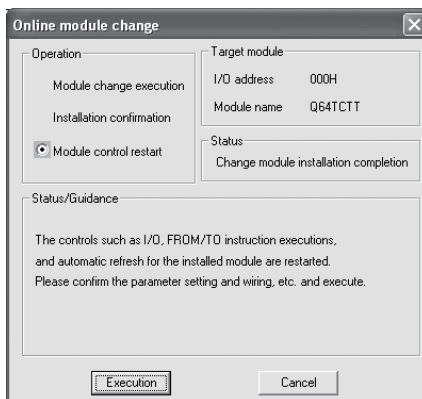 Online module change
Operation
Module change execution
Installation confirmation
Module control restart
Target module
I/O address 000H
Module name Q64TCTT
Status
Change module installation completion
Status/Guidance
The controls such as I/O, FROM/TO instruction executions,
and automatic refresh for the installed module are restarted.
Please confirm the parameter setting and wiring, etc. and execute.
Execution
Cancel